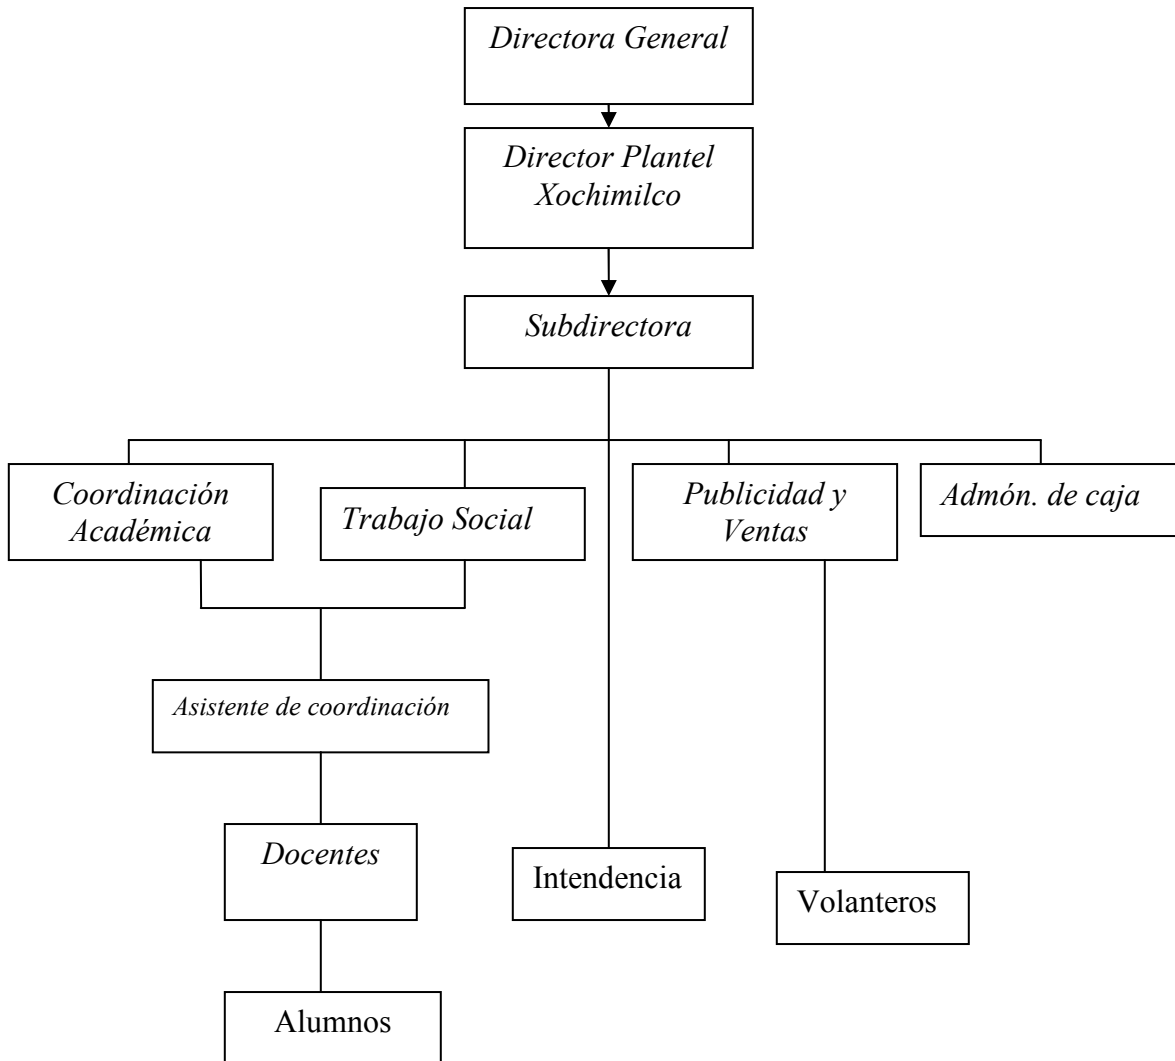 Directora General
Director Plantel
Xochimilco
Subdirectora
Coordinación
Académica
Trabajo Social
Publicidad y
Ventas
Admón. de caja
Asistente de coordinación
Docentes
Intendencia
Volanteros
Alumnos